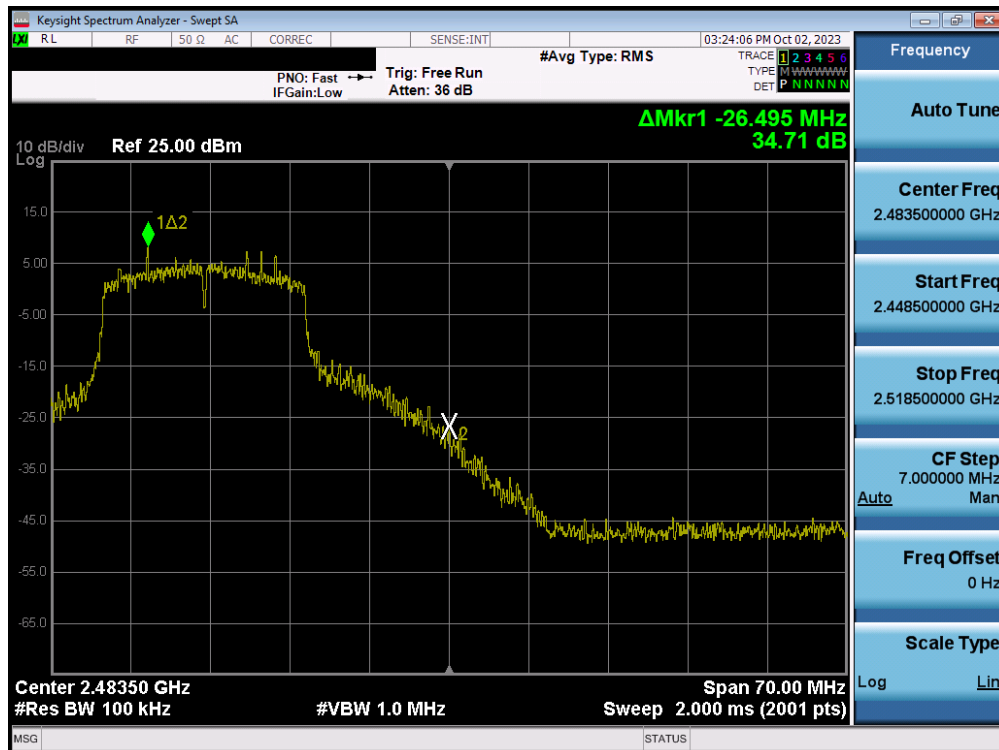 Keysight Spectrum Analyzer - Swept SA
LXI RL RF 50 Ω AC CORREC SENSE:INT 03:24:06 PM Oct 02, 2023
#Avg Type: RMS
TRACE 1 2 3 4 5 6
PNO: Fast Trig: Free Run
TYPE M WWWWW
IFGain:Low Atten: 36 dB
DET P N N N N N
ΔMkr1 -26.495 MHz
34.71 dB
10 dB/div Ref 25.00 dBm
Log
15.0
1Δ2
5.00
-5.00
-15.0
-25.0
X2
-35.0
-45.0
-55.0
-65.0
Center 2.48350 GHz Span 70.00 MHz
#Res BW 100 kHz #VBW 1.0 MHz Sweep 2.000 ms (2001 pts)
MSG STATUS
Frequency
Auto Tune
Center Freq
2.483500000 GHz
Start Freq
2.448500000 GHz
Stop Freq
2.518500000 GHz
CF Step
7.000000 MHz
Auto Man
Freq Offset
0 Hz
Scale Type
Log Lin